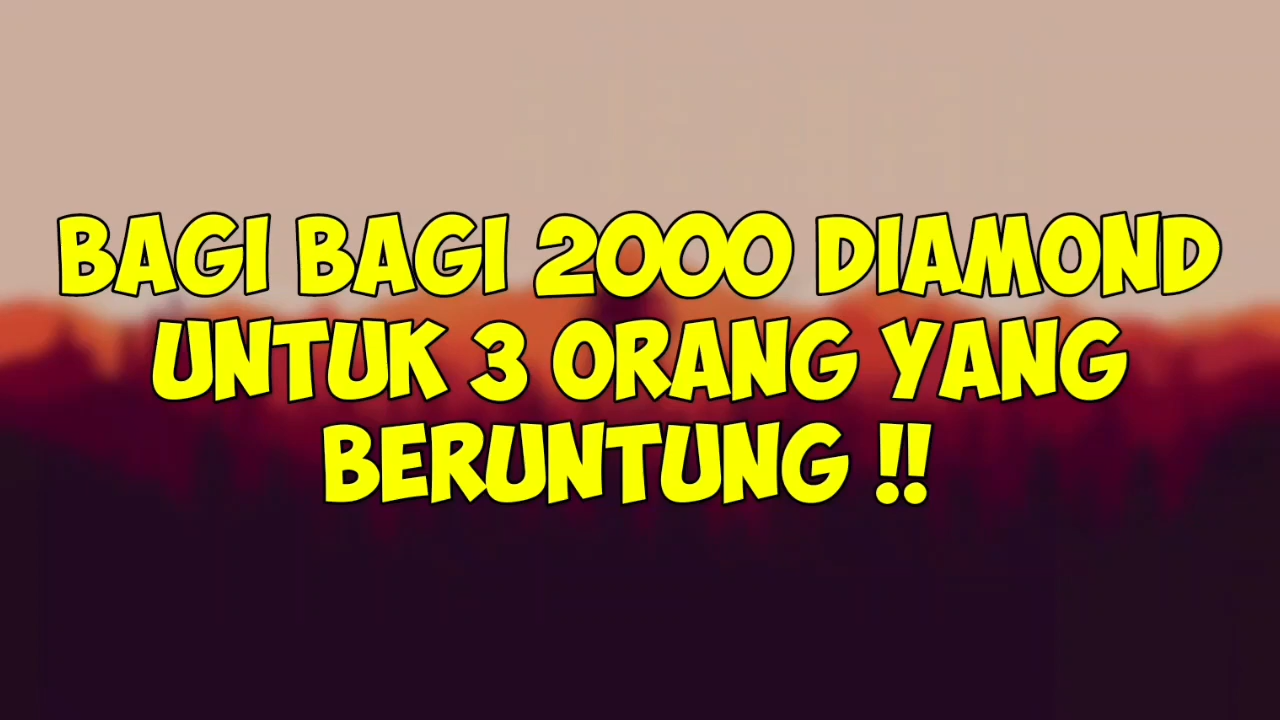 BAGI BAGI 2000 DIAMOND
UNTUK 3 ORANG YANG
BERUNTUNG !!